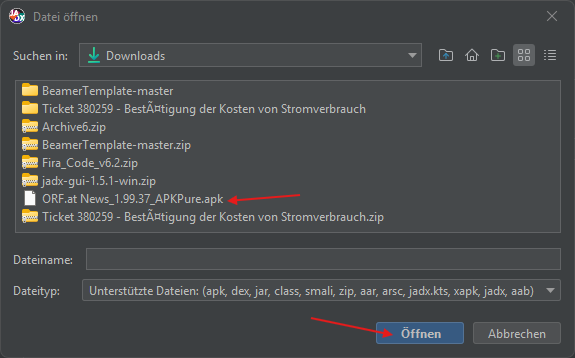 JADX
Datei öffnen
Suchen in:
Downloads
BeamerTemplate-master
Ticket 380259 - BestÃ¤tigung der Kosten von Stromverbrauch
Archive6.zip
BeamerTemplate-master.zip
Fira_Code_v6.2.zip
jadx-gui-1.5.1-win.zip
ORF.at News_1.99.37_APKPure.apk
Ticket 380259 - BestÃ¤tigung der Kosten von Stromverbrauch.zip
Dateiname:
Dateityp:
Unterstützte Dateien: (apk, dex, jar, class, smali, zip, aar, arsc, jadx.kts, xapk, jadx, aab)
Öffnen
Abbrechen